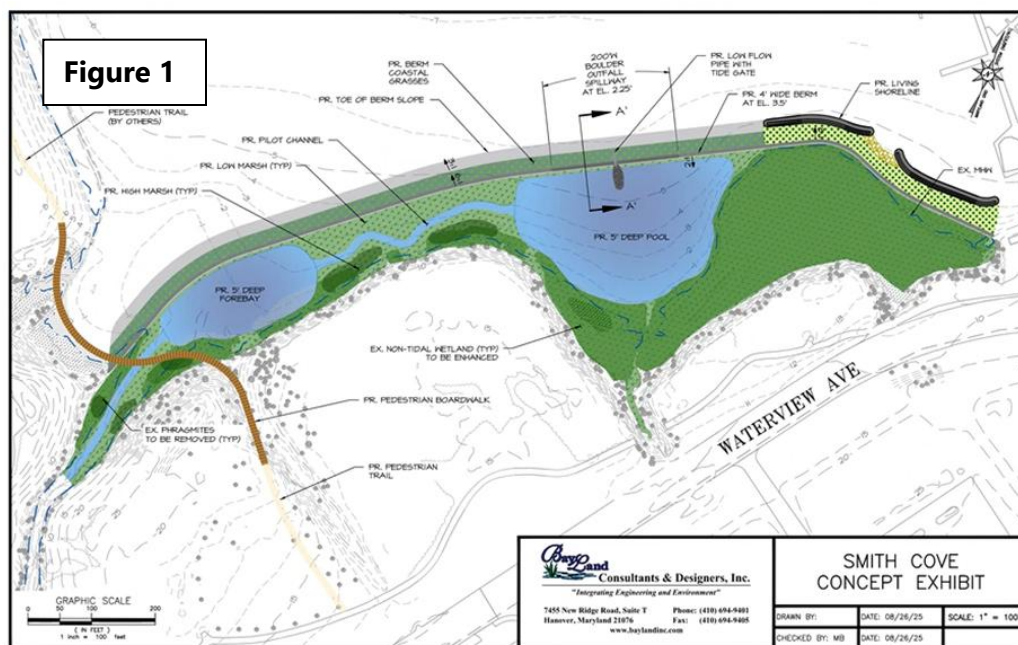 Figure 1
PEDESTRIAN TRAIL
(BY OTHERS)
PR. BERM
COASTAL
GRASSES
200'W
BOULDER
OUTFALL
SPILLWAY
AT EL. 2.25'
PR. LOW FLOW
PIPE WITH
TIDE GATE
PR. LIVING
SHORELINE
PR. TOE OF BERM SLOPE
A'
PR. 4' WIDE BERM
AT EL. 3.5'
PR. PILOT CHANNEL
PR. LOW MARSH (TYP)
PR. HIGH MARSH (TYP)
EX. MHW
A'
PR. 5' DEEP POOL
PR. 5' DEEP
FOREBAY
EX. NON-TIDAL WETLAND (TYP)
TO BE ENHANCED
WATERVIEW AVE
PR. PEDESTRIAN BOARDWALK
EX. PHRAGMITES
TO BE REMOVED (TYP)
PR. PEDESTRIAN
TRAIL
GRAPHIC SCALE
0 50 100 200
( IN FEET )
1 inch = 100 feet
BayLand
Consultants & Designers, Inc.
"Integrating Engineering and Environment"
7455 New Ridge Road, Suite T Phone: (410) 694-9401
Hanover, Maryland 21076 Fax: (410) 694-9405
www.baylandinc.com
SMITH COVE
CONCEPT EXHIBIT
DRAWN BY: DATE: 08/26/25 SCALE: 1" = 100'
CHECKED BY: MB DATE: 08/26/25